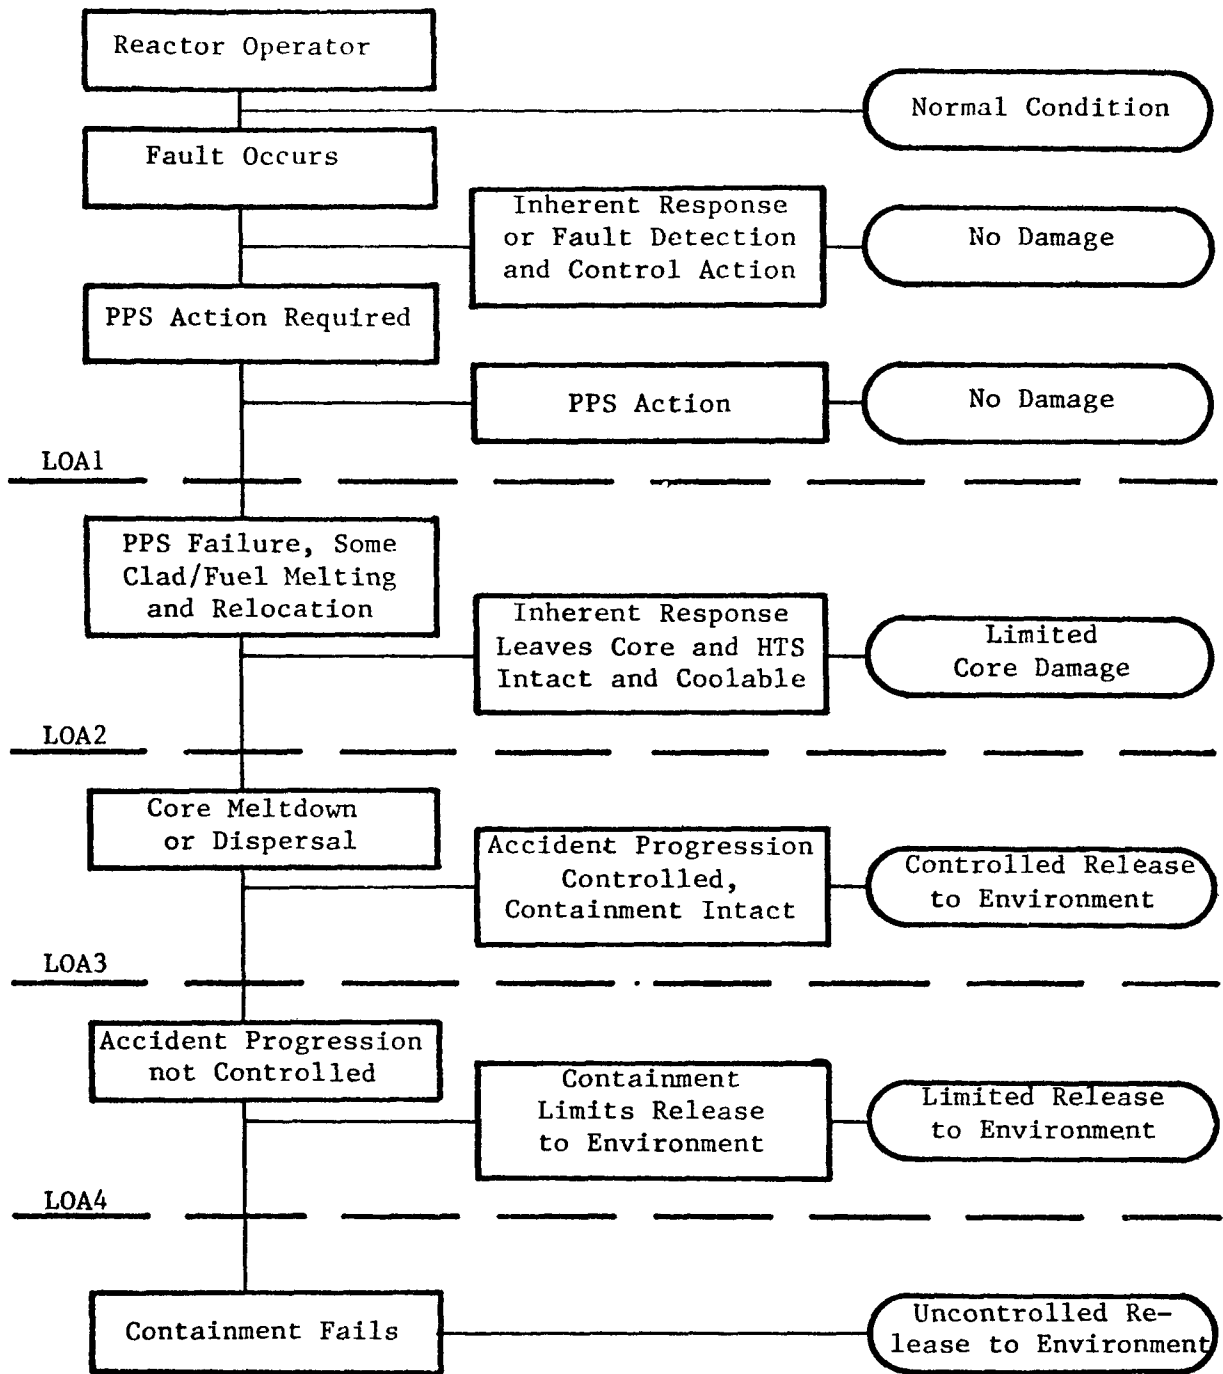 Reactor Operator
Normal Condition
Fault Occurs
Inherent Response
or Fault Detection
and Control Action
No Damage
PPS Action Required
PPS Action
No Damage
LOA1
PPS Failure, Some
Clad/Fuel Melting
and Relocation
Inherent Response
Leaves Core and HTS
Intact and Coolable
Limited
Core Damage
LOA2
Core Meltdown
or Dispersal
Accident Progression
Controlled,
Containment Intact
Controlled Release
to Environment
LOA3
Accident Progression
not Controlled
Containment
Limits Release
to Environment
Limited Release
to Environment
LOA4
Containment Fails
Uncontrolled Re-
lease to Environment